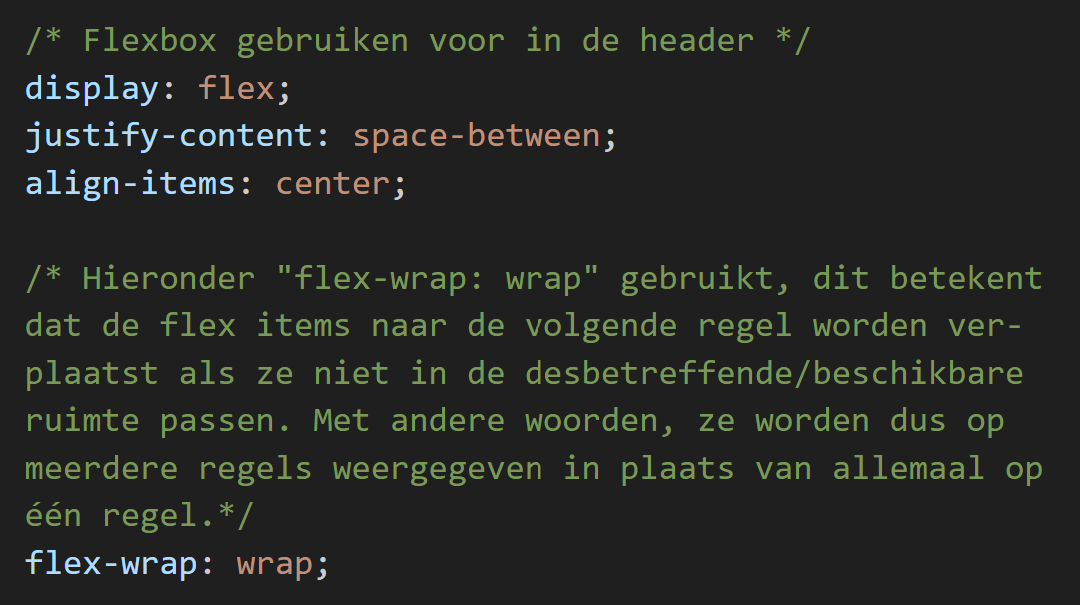 /* Flexbox gebruiken voor in de header */
display: flex;
justify-content: space-between;
align-items: center;
/* Hieronder "flex-wrap: wrap" gebruikt, dit betekent
dat de flex items naar de volgende regel worden ver-
plaatst als ze niet in de desbetreffende/beschikbare
ruimte passen. Met andere woorden, ze worden dus op
meerdere regels weergegeven in plaats van allemaal op
één regel.*/
flex-wrap: wrap;